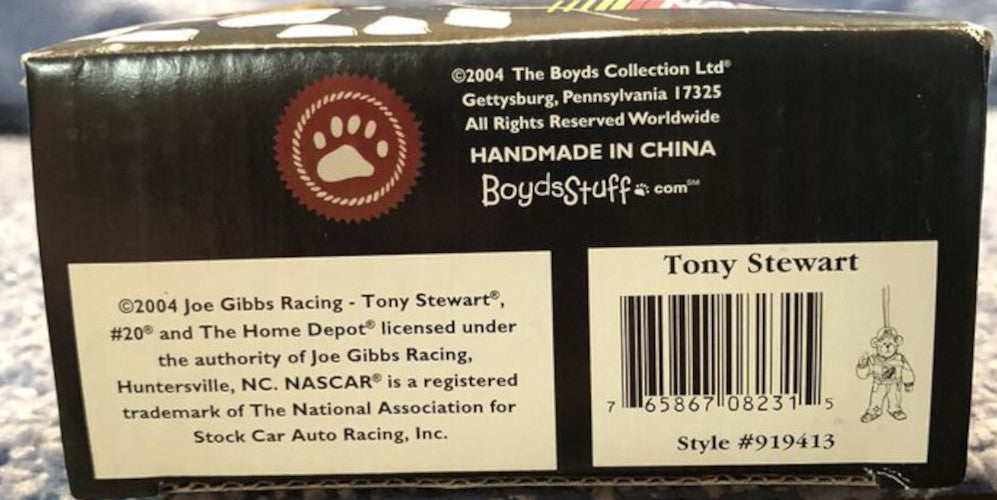 ©2004 The Boyds Collection Ltd®
Gettysburg, Pennsylvania 17325
All Rights Reserved Worldwide
HANDMADE IN CHINA
BoydsStuff.com℠
©2004 Joe Gibbs Racing - Tony Stewart®,
#20® and The Home Depot® licensed under
the authority of Joe Gibbs Racing,
Huntersville, NC. NASCAR® is a registered
trademark of The National Association for
Stock Car Auto Racing, Inc.
Tony Stewart
7 65867 08231 5
Style #919413